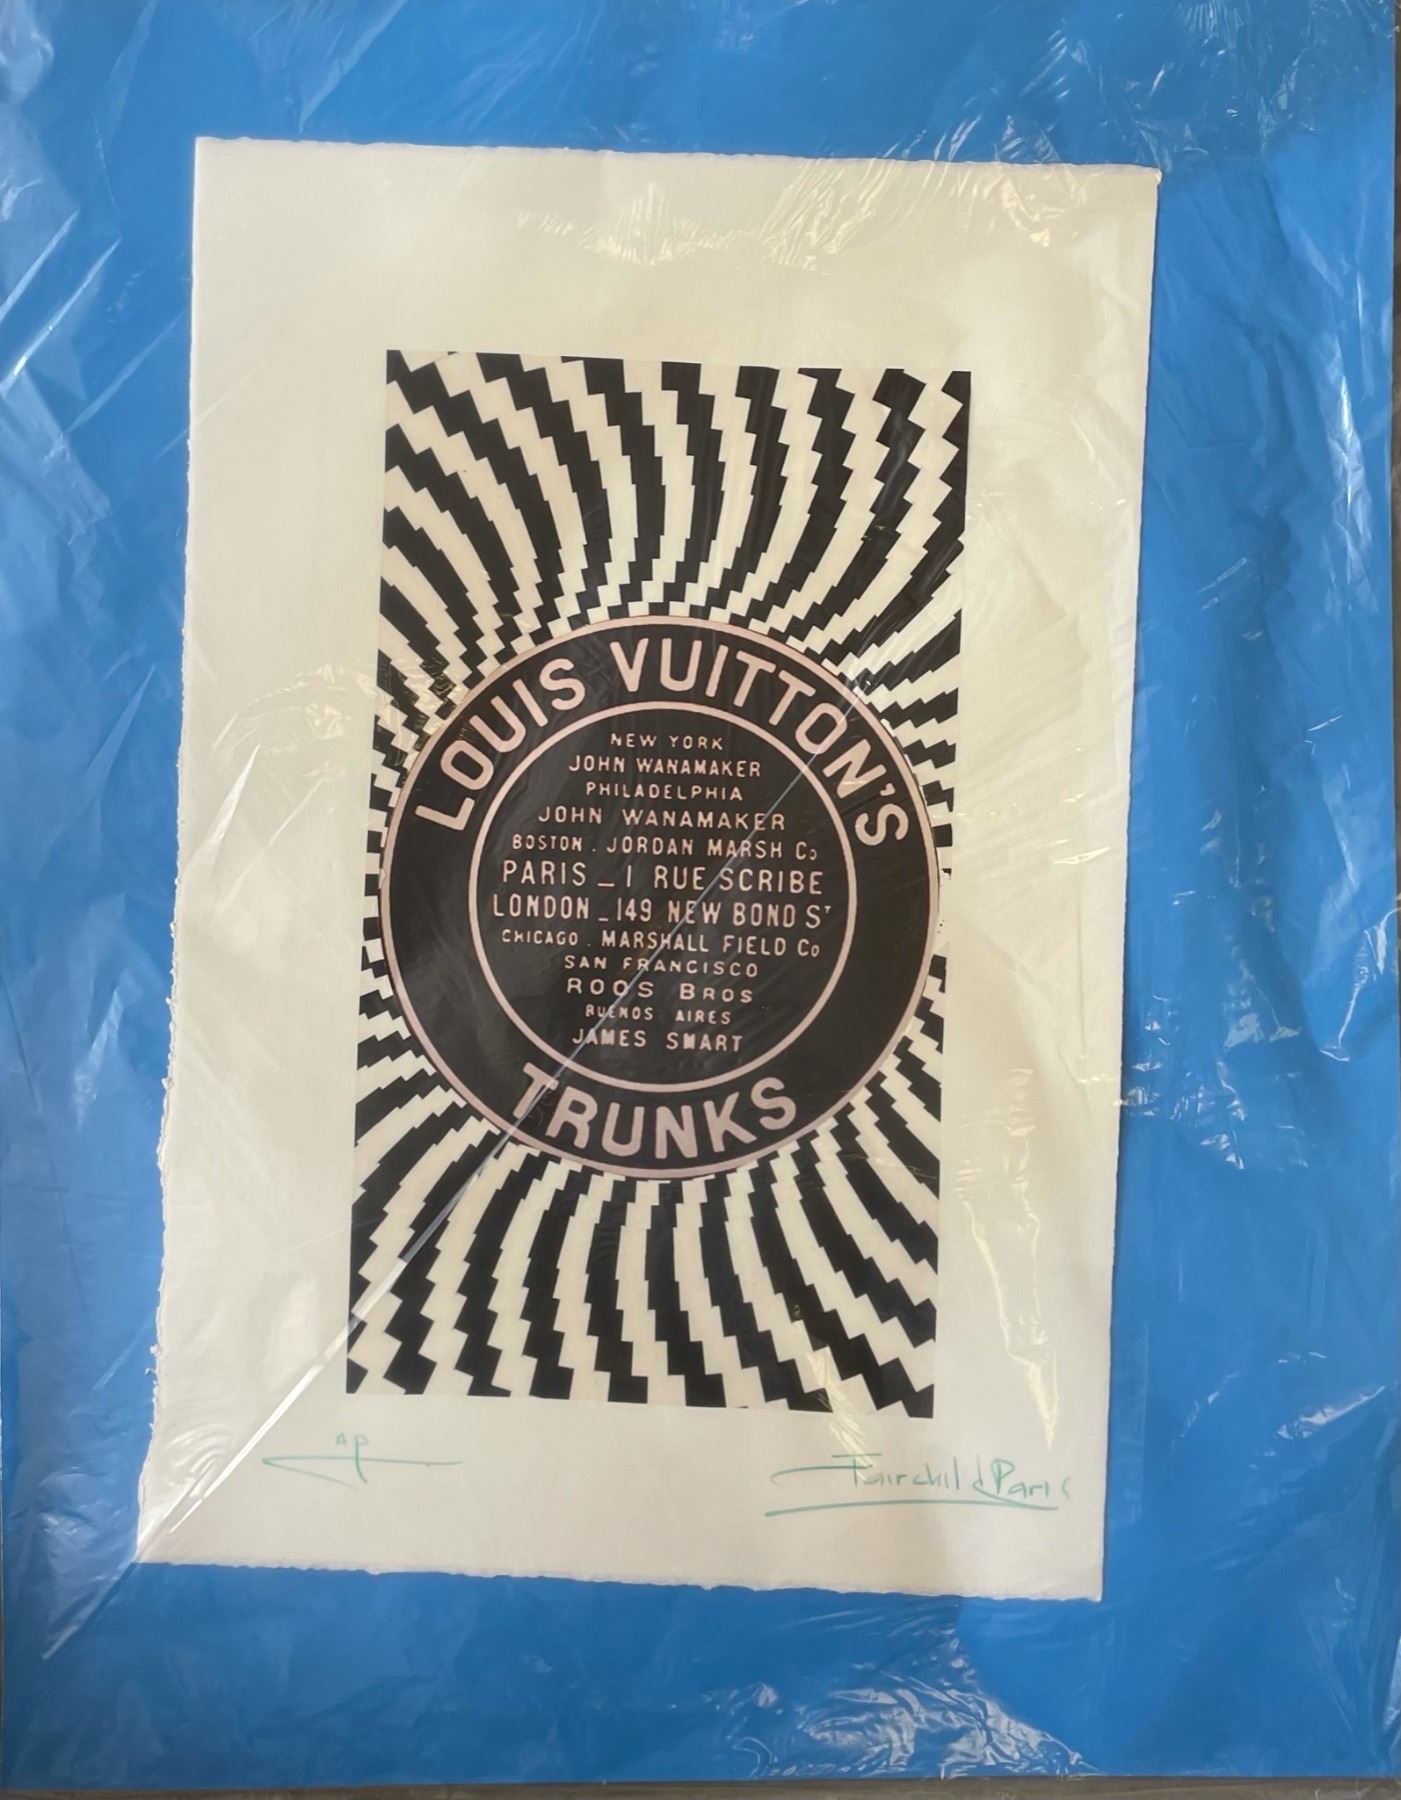 LOUIS VUITTON'S
NEW YORK
JOHN WANAMAKER
PHILADELPHIA
JOHN WANAMAKER
BOSTON . JORDAN MARSH Co
PARIS _ 1 RUE SCRIBE
LONDON _ 149 NEW BOND ST
CHICAGO . MARSHALL FIELD Co
SAN FRANCISCO
ROOS BROS
BUENOS AIRES
JAMES SMART
TRUNKS
AP
Fairchild Paris